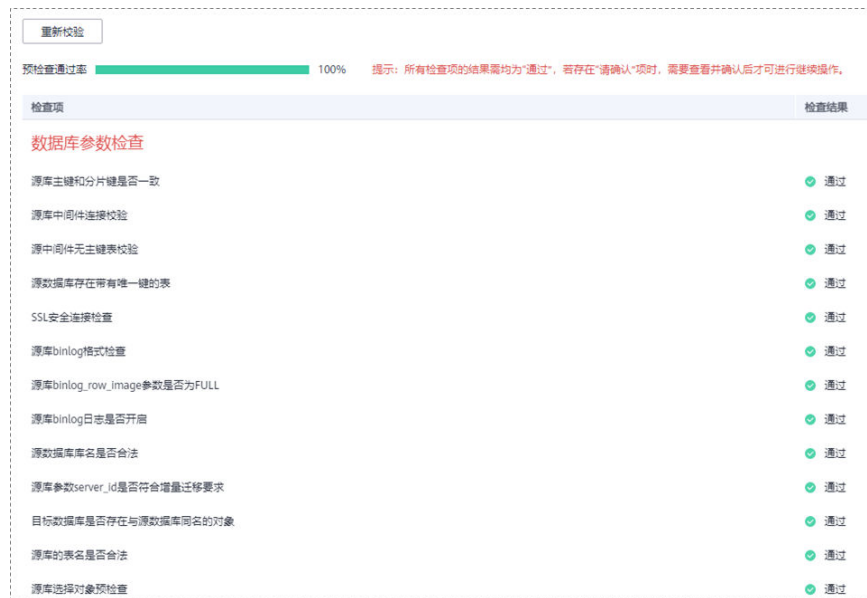 重新校验
预检查通过率 100% 提示：所有检查项的结果需均为“通过”，若存在“请确认”项时，需要查看并确认后才可进行继续操作。
检查项 检查结果
数据库参数检查
源库主键和分片键是否一致 通过
源库中间件连接校验 通过
源中间件无主键表校验 通过
源数据库存在带有唯一键的表 通过
SSL安全连接检查 通过
源库binlog格式检查 通过
源库binlog_row_image参数是否为FULL 通过
源库binlog日志是否开启 通过
源数据库库名是否合法 通过
源库参数server_id是否符合增量迁移要求 通过
目标数据库是否存在与源数据库同名的对象 通过
源库的表名是否合法 通过
源库选择对象预检查 通过